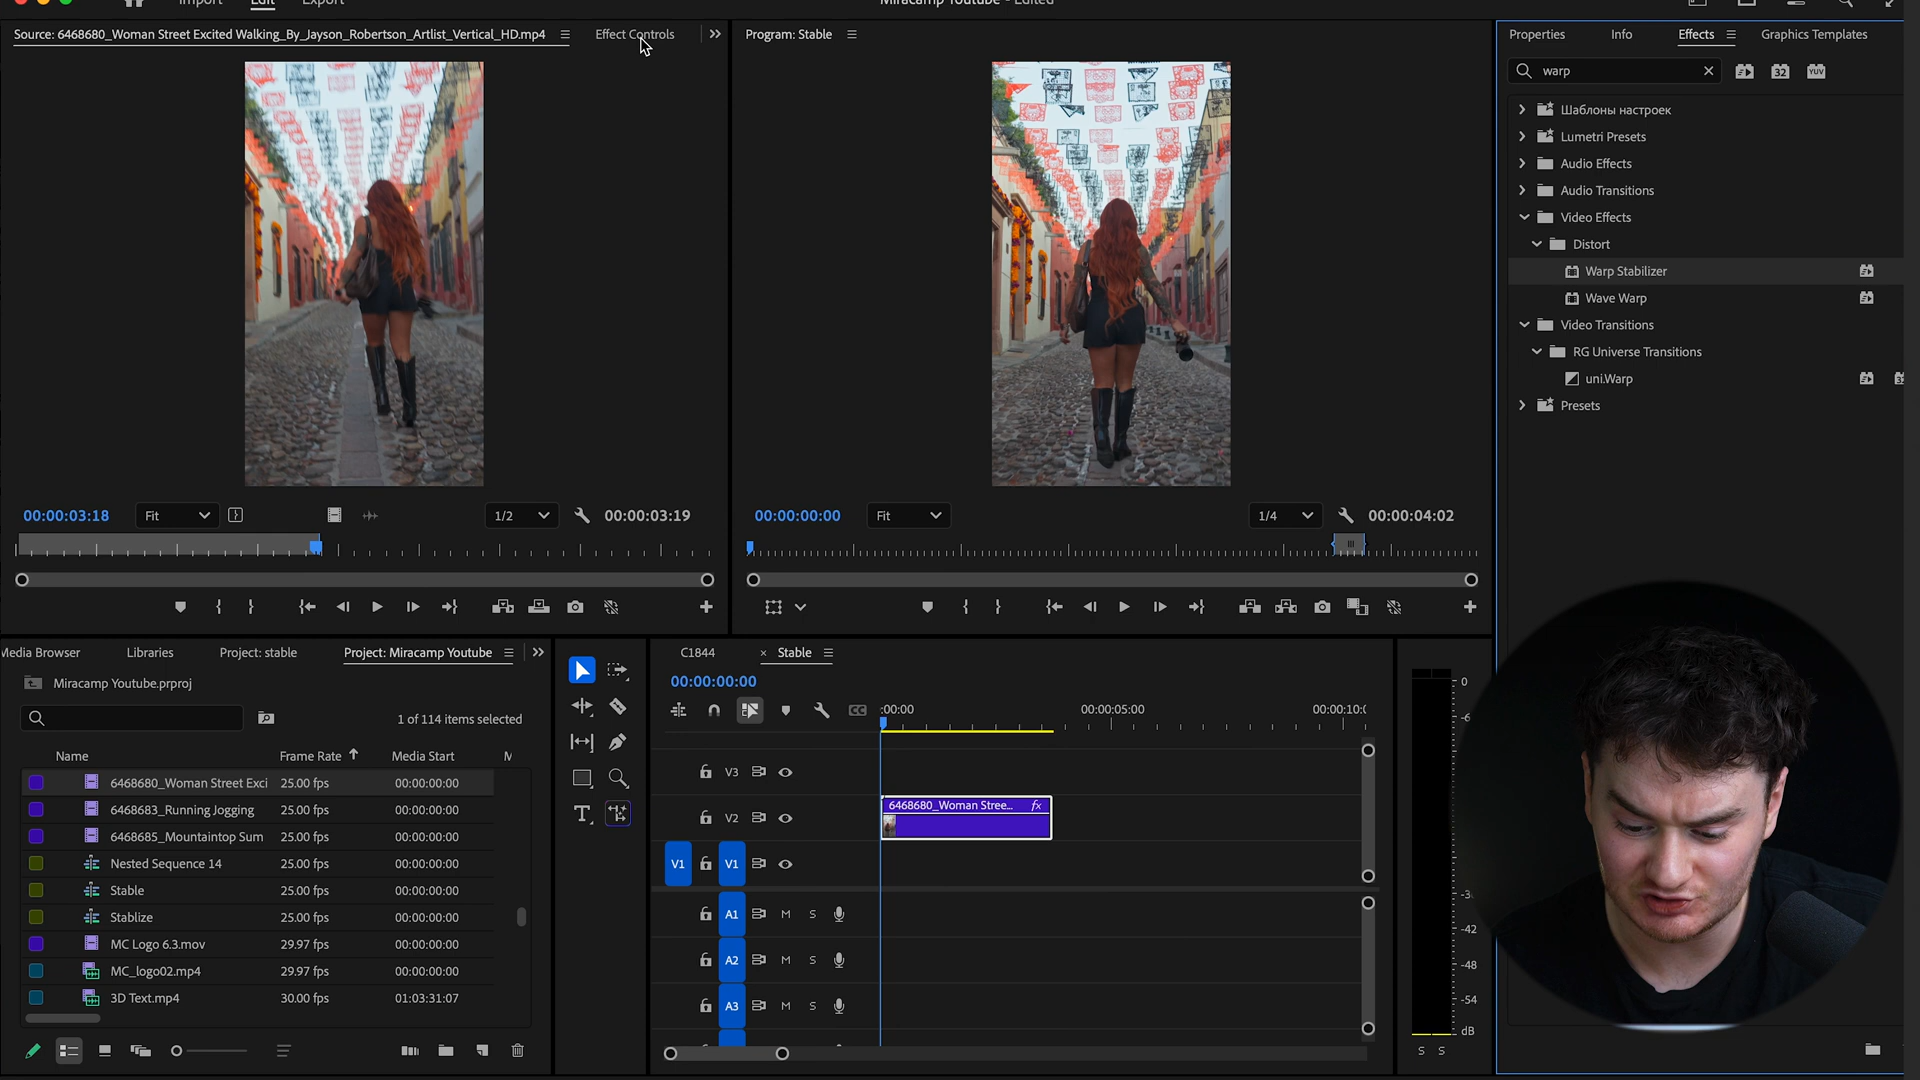 Import Edit Export
Miracamp Youtube - Edited
Source: 6468680_Woman Street Excited Walking_By_Jayson_Robertson_Artlist_Vertical_HD.mp4
Effect Controls
Program: Stable
Properties Info Effects Graphics Templates
warp
32
YUV
Шаблоны настроек
Lumetri Presets
Audio Effects
Audio Transitions
Video Effects
Distort
Warp Stabilizer
Wave Warp
Video Transitions
RG Universe Transitions
uni.Warp
Presets
00:00:03:18 Fit 1/2 00:00:03:19
00:00:00:00 Fit 1/4 00:00:04:02
Media Browser Libraries Project: stable Project: Miracamp Youtube
Miracamp Youtube.prproj
1 of 114 items selected
Name Frame Rate Media Start
6468680_Woman Street Exci 25.00 fps 00:00:00:00
6468683_Running Jogging 25.00 fps 00:00:00:00
6468685_Mountaintop Sum 25.00 fps 00:00:00:00
Nested Sequence 14 25.00 fps 00:00:00:00
Stable 25.00 fps 00:00:00:00
Stablize 25.00 fps 00:00:00:00
MC Logo 6.3.mov 29.97 fps 00:00:00:00
MC_logo02.mp4 29.97 fps 00:00:00:00
3D Text.mp4 30.00 fps 01:03:31:07
C1844 × Stable
00:00:00:00
CC
:00:00 00:00:05:00 00:00:10:0
V3
6468680_Woman Stree... fx
V2
V1 V1
A1 M S
A2 M S
A3 M S
0
-6
-42
-48
-54
dB
S S